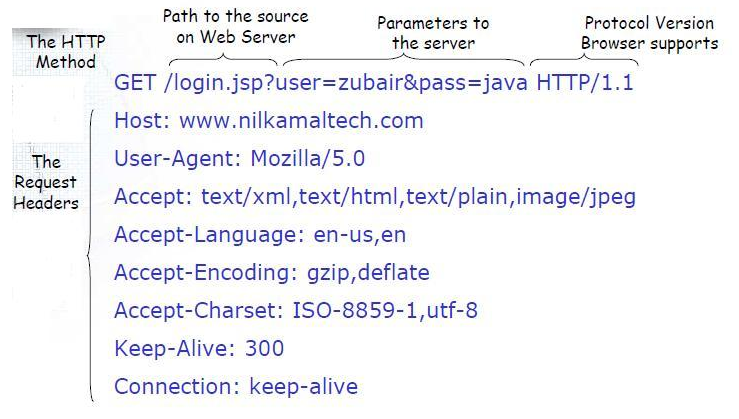 Path to the source
on Web Server
Parameters to
the server
Protocol Version
Browser supports
The HTTP
Method
GET /login.jsp?user=zubair&pass=java HTTP/1.1
Host: www.nilkamaltech.com
User-Agent: Mozilla/5.0
Accept: text/xml,text/html,text/plain,image/jpeg
Accept-Language: en-us,en
Accept-Encoding: gzip,deflate
Accept-Charset: ISO-8859-1,utf-8
Keep-Alive: 300
Connection: keep-alive
The
Request
Headers